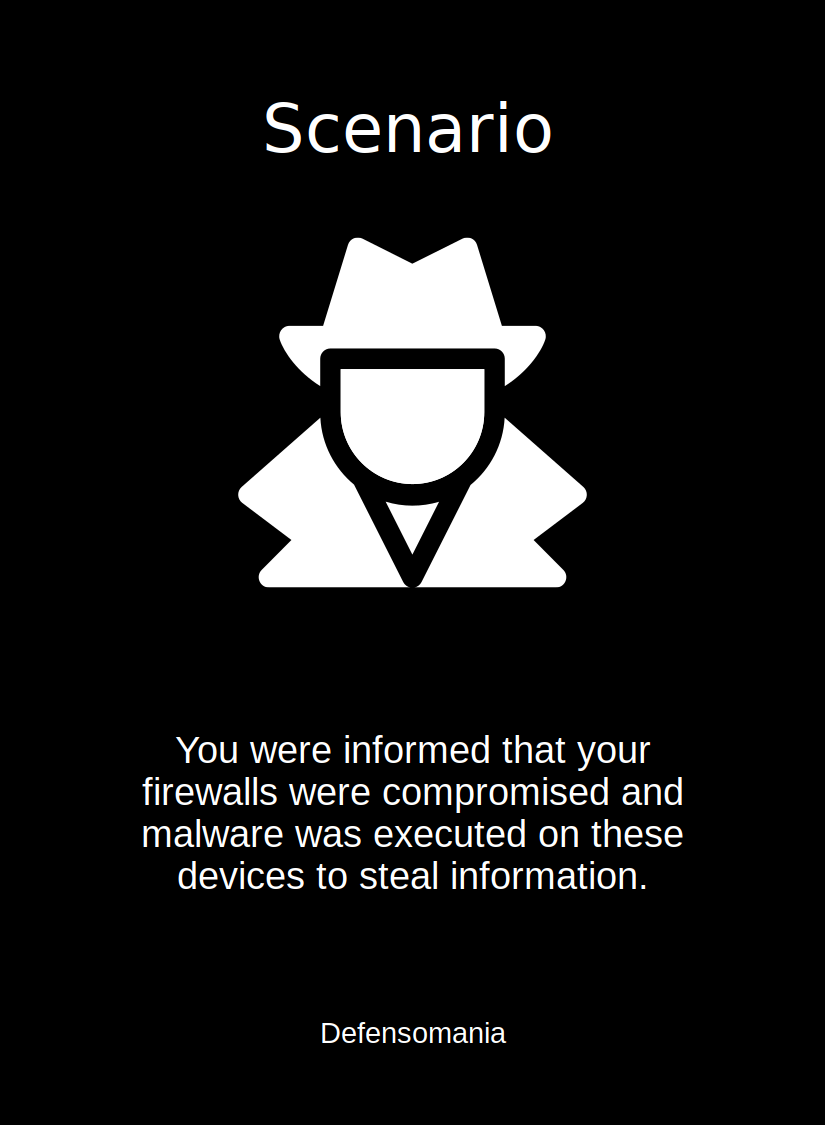 Scenario
You were informed that your
firewalls were compromised and
malware was executed on these
devices to steal information.
Defensomania